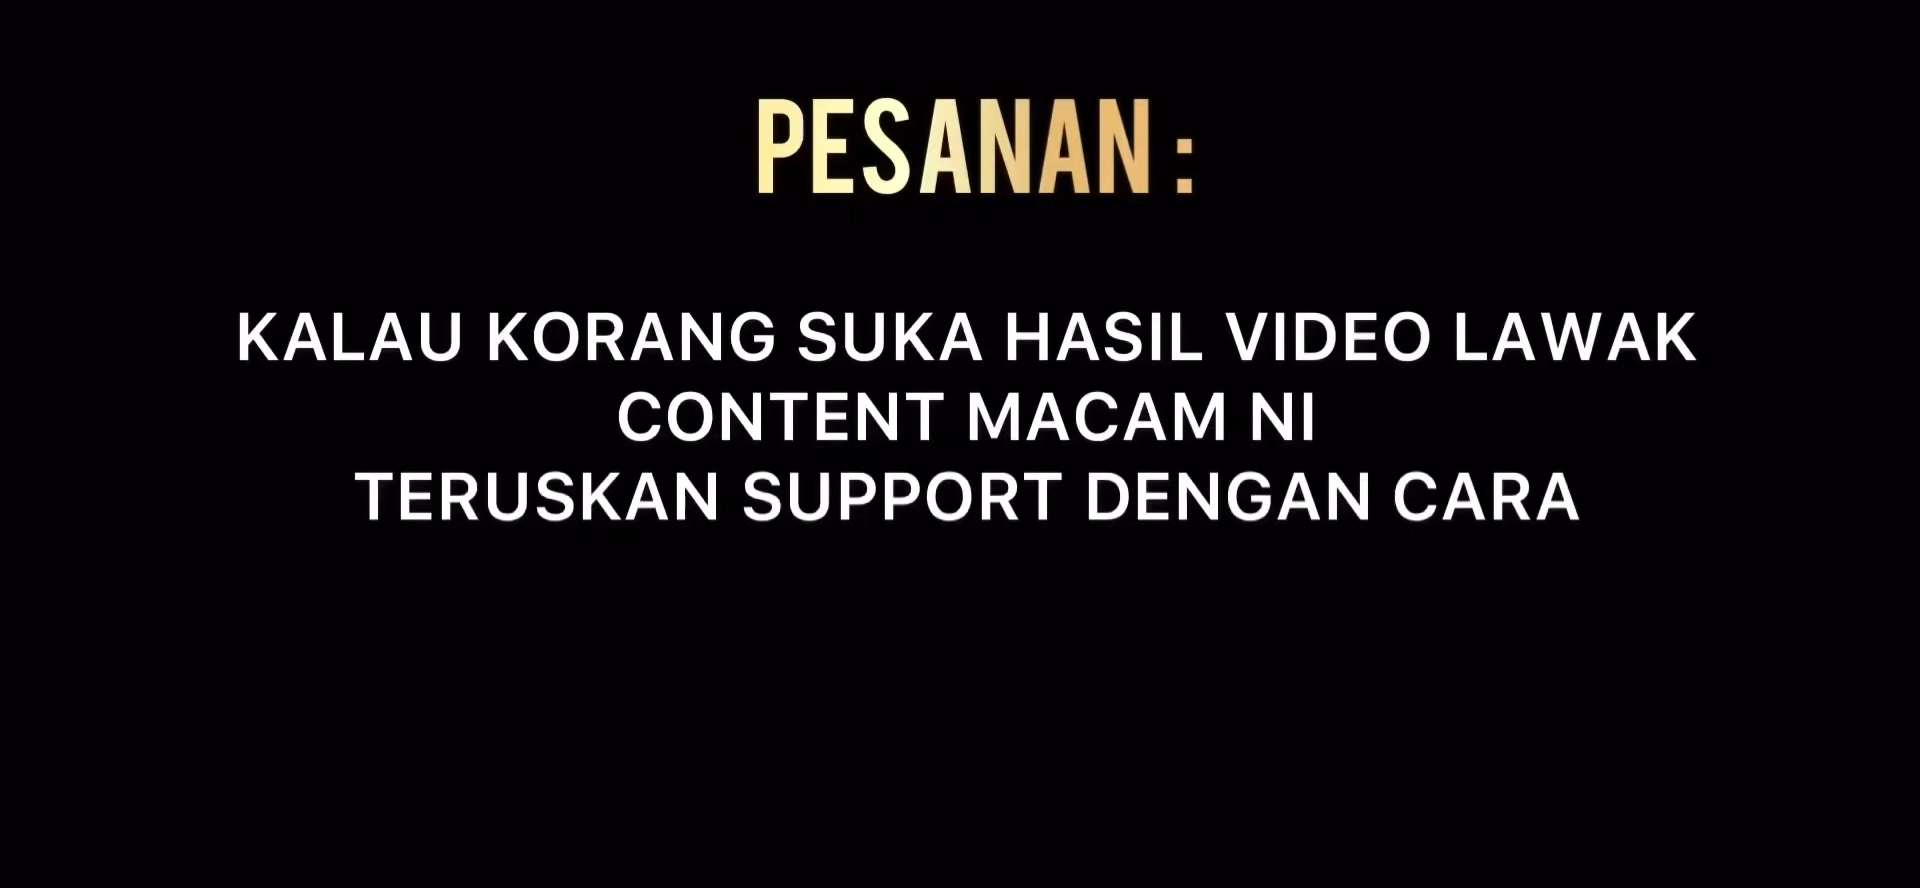 PESANAN :
KALAU KORANG SUKA HASIL VIDEO LAWAK
CONTENT MACAM NI
TERUSKAN SUPPORT DENGAN CARA